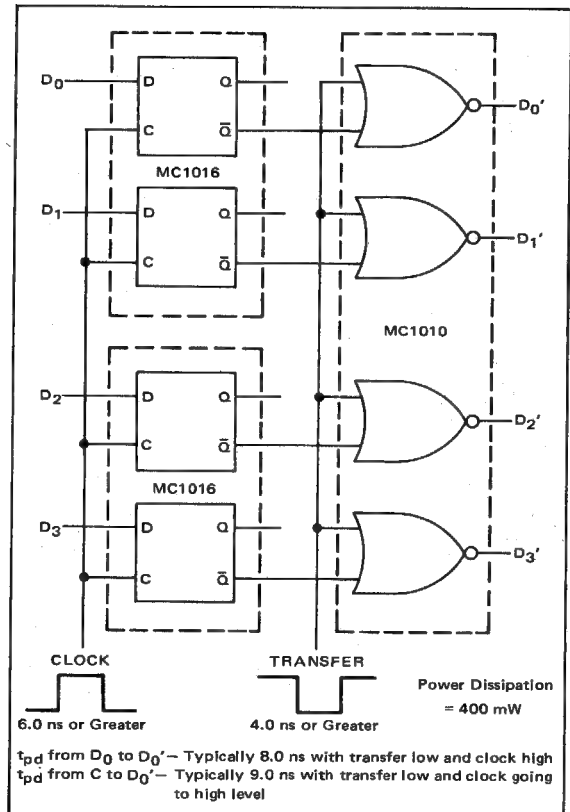 D0 D Q D0'
C Q̅
MC1016
D1 D Q D1'
C Q̅
MC1010
D2 D Q D2'
C Q̅
MC1016
D3 D Q D3'
C Q̅
CLOCK TRANSFER
Power Dissipation
= 400 mW
6.0 ns or Greater 4.0 ns or Greater
tpd from D0 to D0'– Typically 8.0 ns with transfer low and clock high
tpd from C to D0'– Typically 9.0 ns with transfer low and clock going
to high level